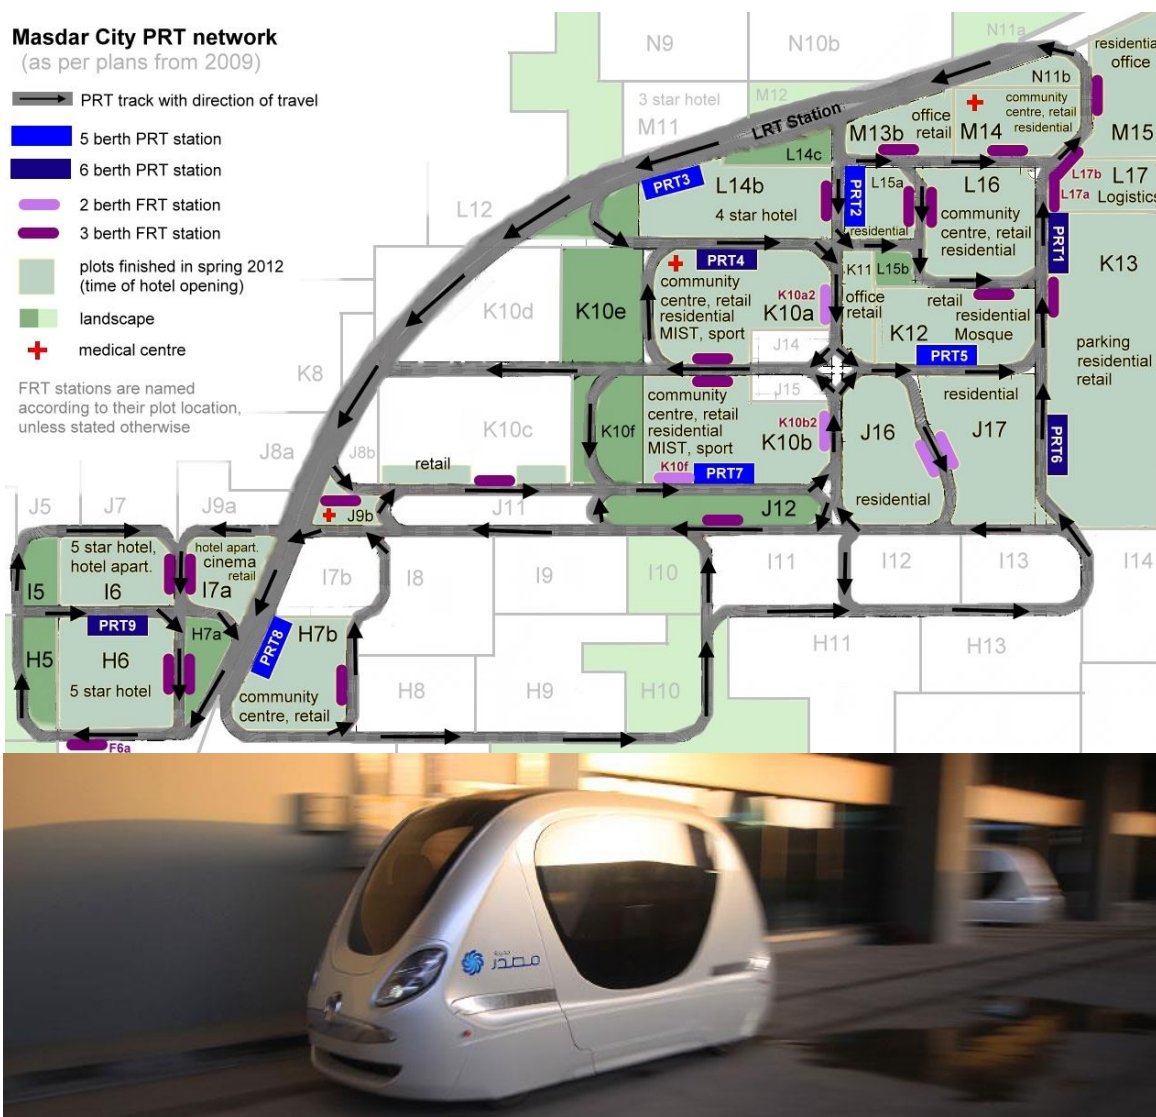 Masdar City PRT network
(as per plans from 2009)
PRT track with direction of travel
5 berth PRT station
6 berth PRT station
2 berth FRT station
3 berth FRT station
plots finished in spring 2012
(time of hotel opening)
landscape
medical centre
FRT stations are named
according to their plot location,
unless stated otherwise
N9
N10b
N11a
residential
office
N11b
3 star hotel
M11
M12
LRT Station
office
retail
M13b
community
centre, retail
residential
M14
M15
L14c
L12
PRT3
L14b
4 star hotel
PRT2
L15a
residential
L16
community
centre, retail
residential
L17b
L17a
L17
Logistics
PRT1
PRT4
community
centre, retail
residential
MIST, sport
K10a2
K10a
K11
office
retail
L15b
retail
residential
Mosque
K12
K13
parking
residential
retail
K10d
K10e
J14
PRT5
K8
J15
K10c
K10f
community
centre, retail
residential
MIST, sport
K10b2
K10b
K10f
PRT7
J16
residential
residential
J17
PRT6
J8a
J8b
retail
J9b
J11
J12
J5
J7
J9a
5 star hotel,
hotel apart.
I6
I5
hotel apart.
cinema
retail
I7a
I7b
I8
I9
I10
I11
I12
I13
I14
PRT9
H5
H6
5 star hotel
H7a
PRT8
H7b
community
centre, retail
H8
H9
H10
H11
H13
F6a
مدينة
مصدر